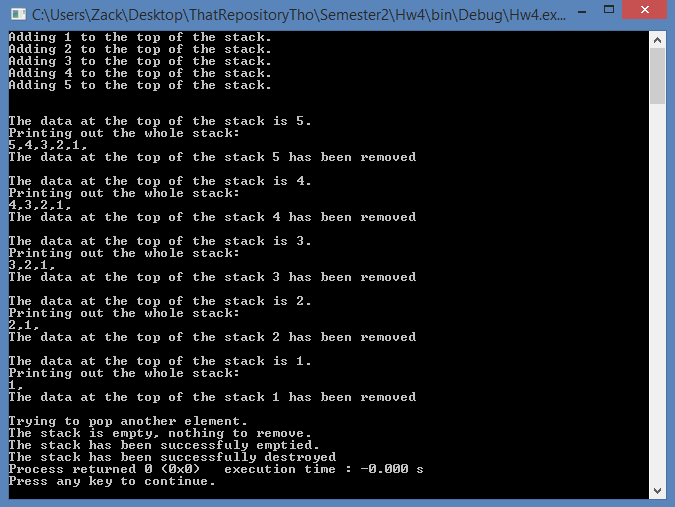 C:\Users\Zack\Desktop\ThatRepositoryTho\Semester2\Hw4\bin\Debug\Hw4.ex...
Adding 1 to the top of the stack.
Adding 2 to the top of the stack.
Adding 3 to the top of the stack.
Adding 4 to the top of the stack.
Adding 5 to the top of the stack.
The data at the top of the stack is 5.
Printing out the whole stack:
5,4,3,2,1,
The data at the top of the stack 5 has been removed
The data at the top of the stack is 4.
Printing out the whole stack:
4,3,2,1,
The data at the top of the stack 4 has been removed
The data at the top of the stack is 3.
Printing out the whole stack:
3,2,1,
The data at the top of the stack 3 has been removed
The data at the top of the stack is 2.
Printing out the whole stack:
2,1,
The data at the top of the stack 2 has been removed
The data at the top of the stack is 1.
Printing out the whole stack:
1,
The data at the top of the stack 1 has been removed
Trying to pop another element.
The stack is empty, nothing to remove.
The stack has been successfuly emptied.
The stack has been successfully destroyed
Process returned 0 (0x0)   execution time : -0.000 s
Press any key to continue.